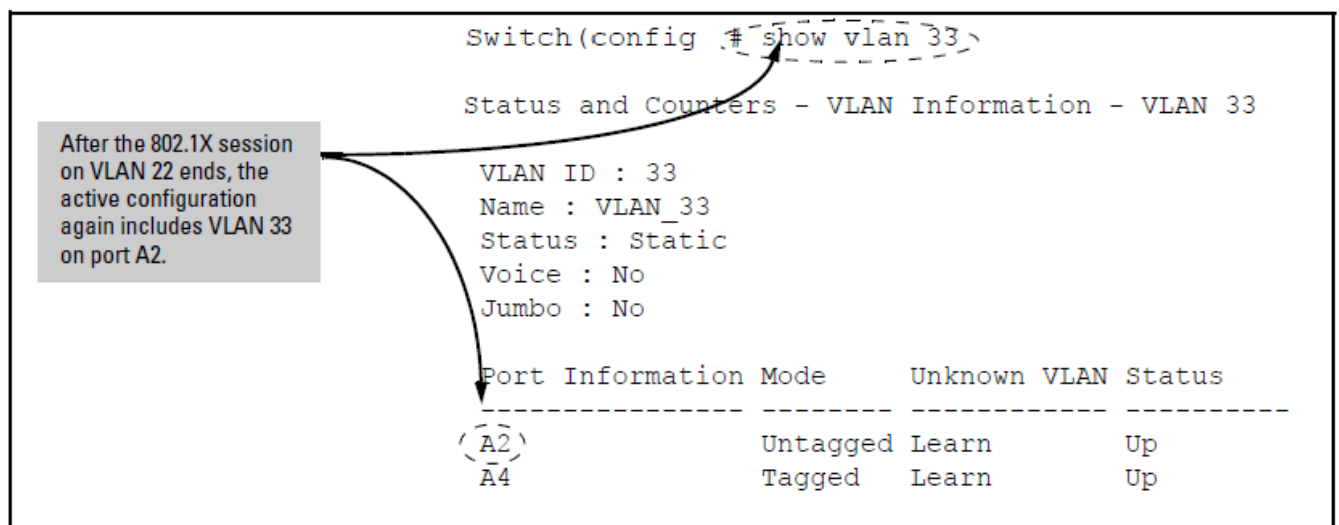 Switch(config # show vlan 33
Status and Counters - VLAN Information - VLAN 33
After the 802.1X session
on VLAN 22 ends, the
active configuration
again includes VLAN 33
on port A2.
VLAN ID : 33
Name : VLAN_33
Status : Static
Voice : No
Jumbo : No
Port Information Mode Unknown VLAN Status
---------------- -------- ------------ ----------
A2 Untagged Learn Up
A4 Tagged Learn Up